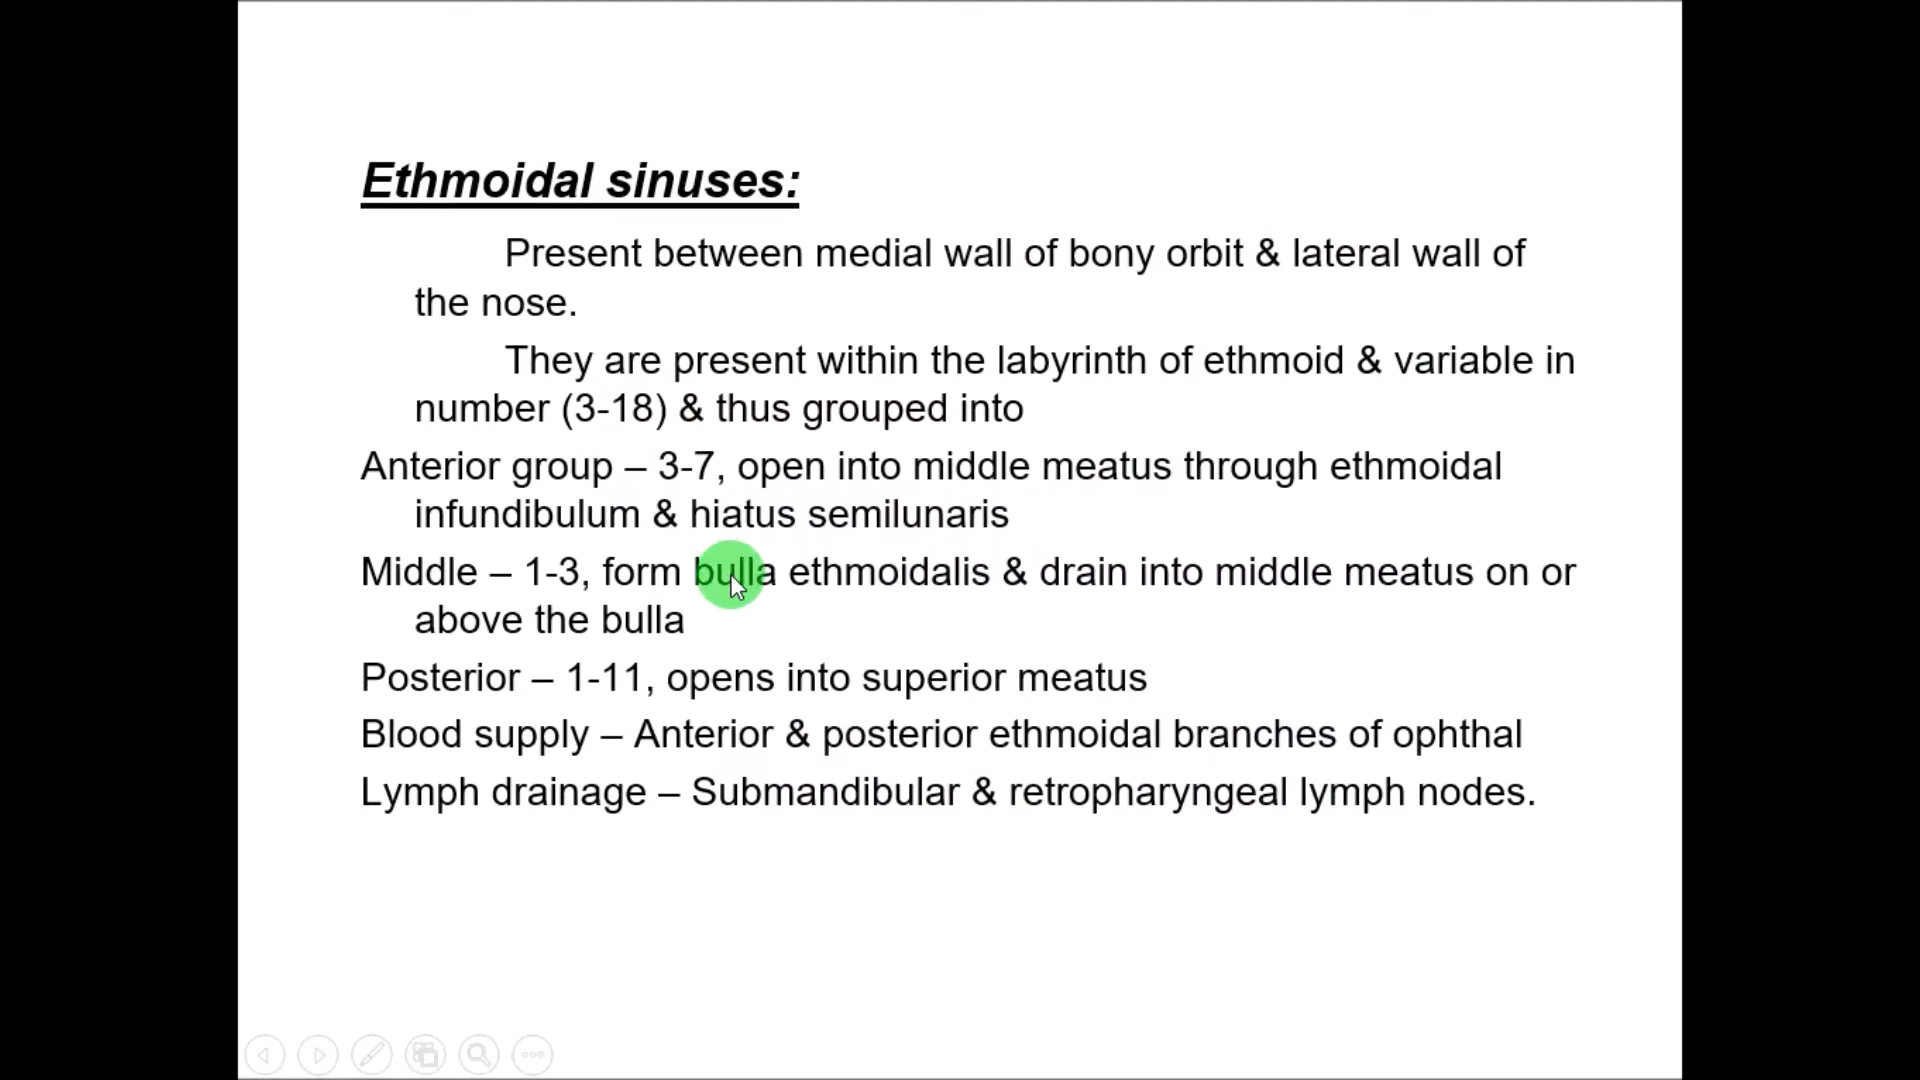 Ethmoidal sinuses:
Present between medial wall of bony orbit & lateral wall of
the nose.
They are present within the labyrinth of ethmoid & variable in
number (3-18) & thus grouped into
Anterior group – 3-7, open into middle meatus through ethmoidal
infundibulum & hiatus semilunaris
Middle – 1-3, form bulla ethmoidalis & drain into middle meatus on or
above the bulla
Posterior – 1-11, opens into superior meatus
Blood supply – Anterior & posterior ethmoidal branches of ophthal
Lymph drainage – Submandibular & retropharyngeal lymph nodes.